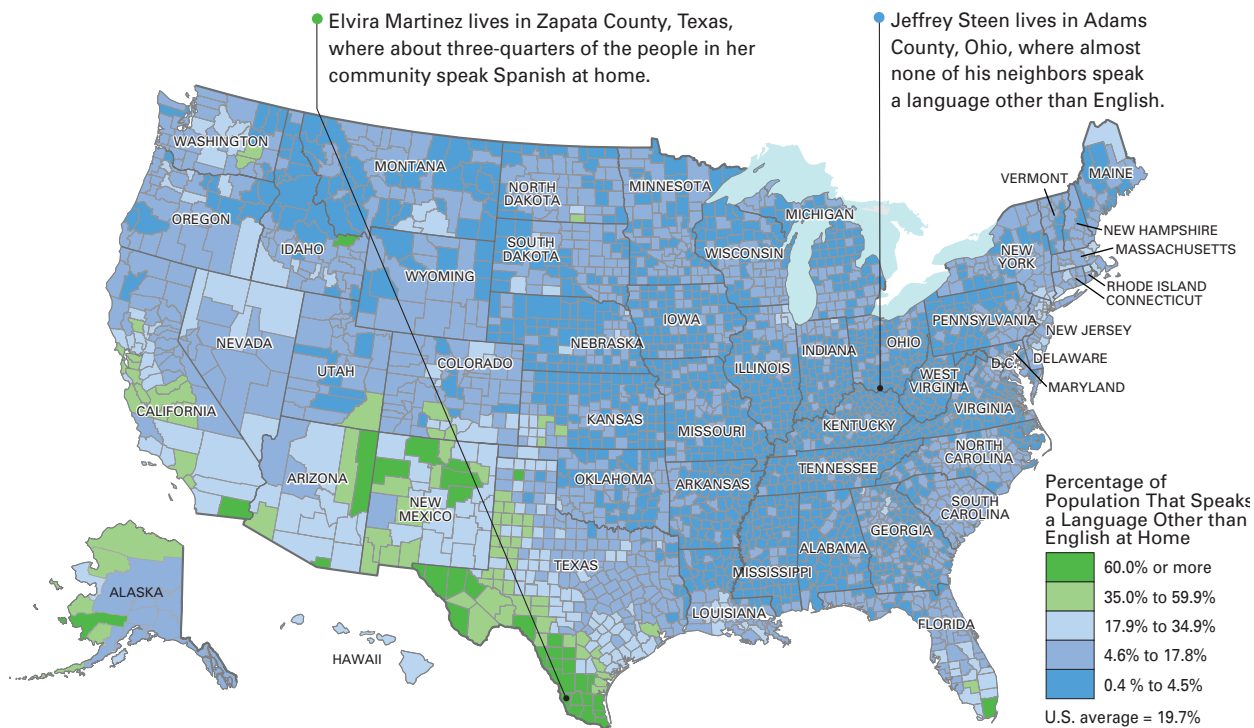 Elvira Martinez lives in Zapata County, Texas,
where about three-quarters of the people in her
community speak Spanish at home.
Jeffrey Steen lives in Adams
County, Ohio, where almost
none of his neighbors speak
a language other than English.
WASHINGTON
MONTANA
NORTH
DAKOTA
MINNESOTA
MICHIGAN
VERMONT
MAINE
OREGON
IDAHO
SOUTH
DAKOTA
WISCONSIN
NEW
YORK
NEW HAMPSHIRE
MASSACHUSETTS
RHODE ISLAND
CONNECTICUT
WYOMING
IOWA
PENNSYLVANIA
NEW JERSEY
NEVADA
NEBRASKA
ILLINOIS
INDIANA
OHIO
D.C.
DELAWARE
MARYLAND
UTAH
COLORADO
WEST
VIRGINIA
VIRGINIA
CALIFORNIA
KANSAS
MISSOURI
KENTUCKY
NORTH
CAROLINA
ARIZONA
NEW
MEXICO
OKLAHOMA
ARKANSAS
TENNESSEE
SOUTH
CAROLINA
GEORGIA
ALABAMA
MISSISSIPPI
TEXAS
LOUISIANA
FLORIDA
ALASKA
HAWAII
Percentage of
Population That Speaks
a Language Other than
English at Home
60.0% or more
35.0% to 59.9%
17.9% to 34.9%
4.6% to 17.8%
0.4 % to 4.5%
U.S. average = 19.7%